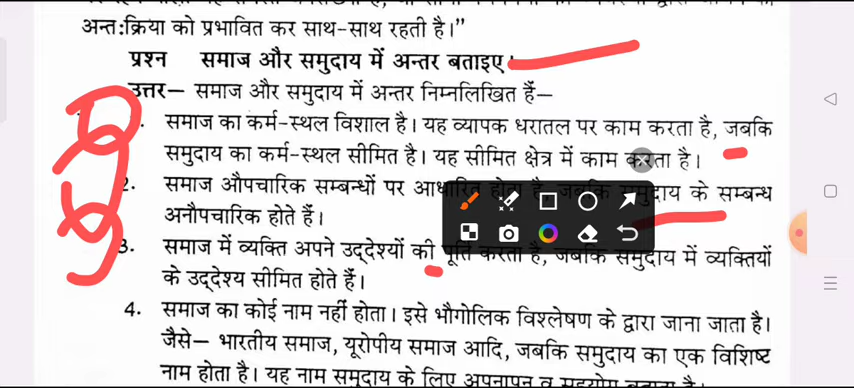 अन्तःक्रिया को प्रभावित कर साथ-साथ रहती है।”
प्रश्न समाज और समुदाय में अन्तर बताइए।
उत्तर— समाज और समुदाय में अन्तर निम्नलिखित हैं—
समाज का कर्म-स्थल विशाल है। यह व्यापक धरातल पर काम करता है, जबकि
समुदाय का कर्म-स्थल सीमित है। यह सीमित क्षेत्र में काम करता है।
2. समाज औपचारिक सम्बन्धों पर आधारित होता है, जबकि समुदाय के सम्बन्ध
अनौपचारिक होते हैं।
3. समाज में व्यक्ति अपने उद्देश्यों की पूर्ति करता है, जबकि समुदाय में व्यक्तियों
के उद्देश्य सीमित होते हैं।
4. समाज का कोई नाम नहीं होता। इसे भौगोलिक विश्लेषण के द्वारा जाना जाता है।
जैसे— भारतीय समाज, यूरोपीय समाज आदि, जबकि समुदाय का एक विशिष्ट
नाम होता है। यह नाम समुदाय के लिए अपनापन व सहयोग